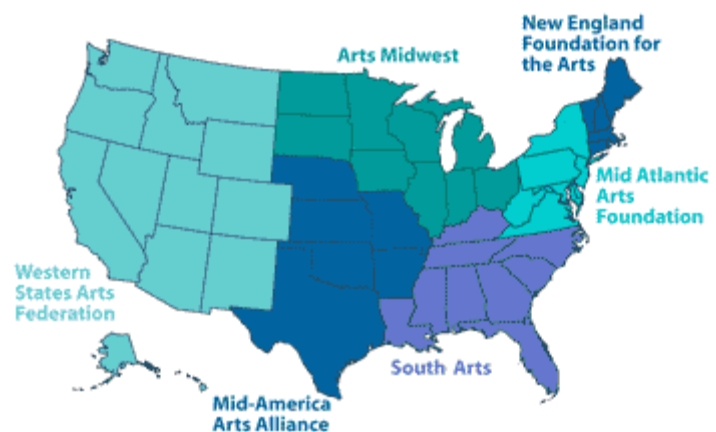 New England
Foundation for
the Arts
Arts Midwest
Mid Atlantic
Arts
Foundation
Western
States Arts
Federation
South Arts
Mid-America
Arts Alliance